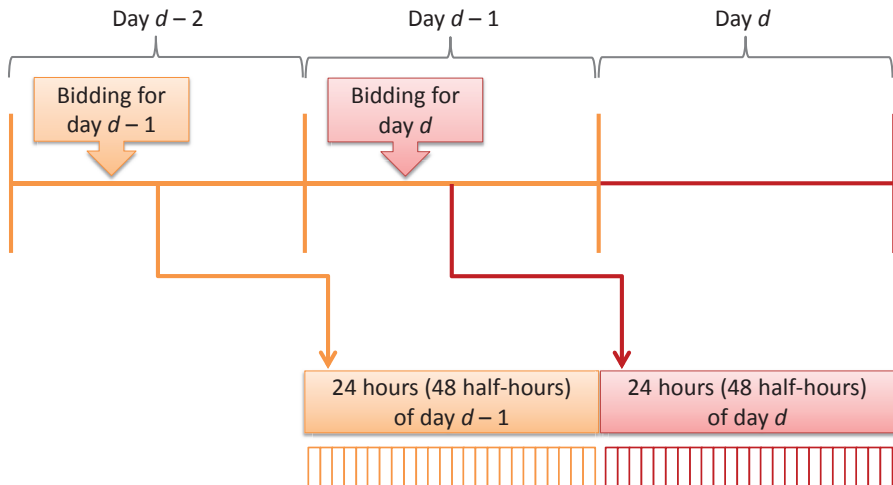 Day d – 2
Day d – 1
Day d
Bidding for
day d – 1
Bidding for
day d
24 hours (48 half-hours)
of day d – 1
24 hours (48 half-hours)
of day d